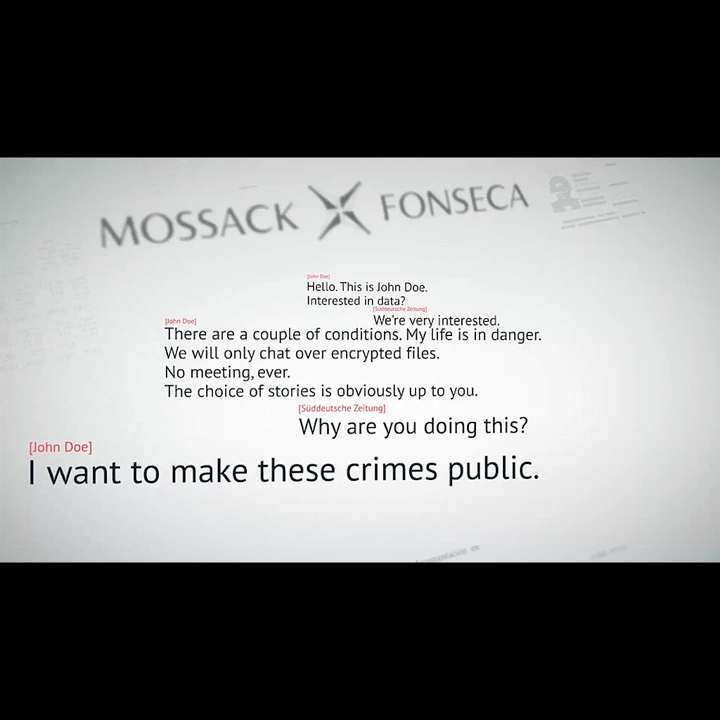 MOSSACK FONSECA
[John Doe]
Hello. This is John Doe.
Interested in data?
[Süddeutsche Zeitung]
We're very interested.
[John Doe]
There are a couple of conditions. My life is in danger.
We will only chat over encrypted files.
No meeting, ever.
The choice of stories is obviously up to you.
[Süddeutsche Zeitung]
Why are you doing this?
[John Doe]
I want to make these crimes public.